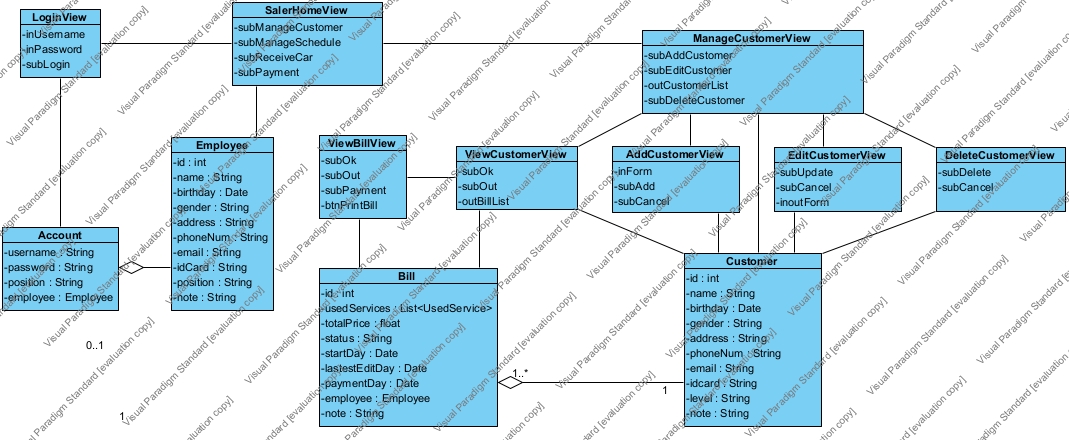 LoginView
-inUsername
-inPassword
-subLogin
SalerHomeView
-subManageCustomer
-subManageSchedule
-subReceiveCar
-subPayment
ManageCustomerView
-subAddCustomer
-subEditCustomer
-outCustomerList
-subDeleteCustomer
Employee
-id : int
-name : String
-birthday : Date
-gender : String
-address : String
-phoneNum : String
-email : String
-idCard : String
-position : String
-note : String
ViewBillView
-subOk
-subOut
-subPayment
-btnPrintBill
ViewCustomerView
-subOk
-subOut
-outBillList
AddCustomerView
-inForm
-subAdd
-subCancel
EditCustomerView
-subUpdate
-subCancel
-inoutForm
DeleteCustomerView
-subDelete
-subCancel
Account
-username : String
-password : String
-position : String
-employee : Employee
Bill
-id : int
-usedServices : List<UsedService>
-totalPrice : float
-status : String
-startDay : Date
-lastestEditDay : Date
-paymentDay : Date
-employee : Employee
-note : String
Customer
-id : int
-name : String
-birthday : Date
-gender : String
-address : String
-phoneNum : String
-email : String
-idcard : String
-level : String
-note : String
0..1
1
1..*
1
Visual Paradigm Standard [evaluation copy]